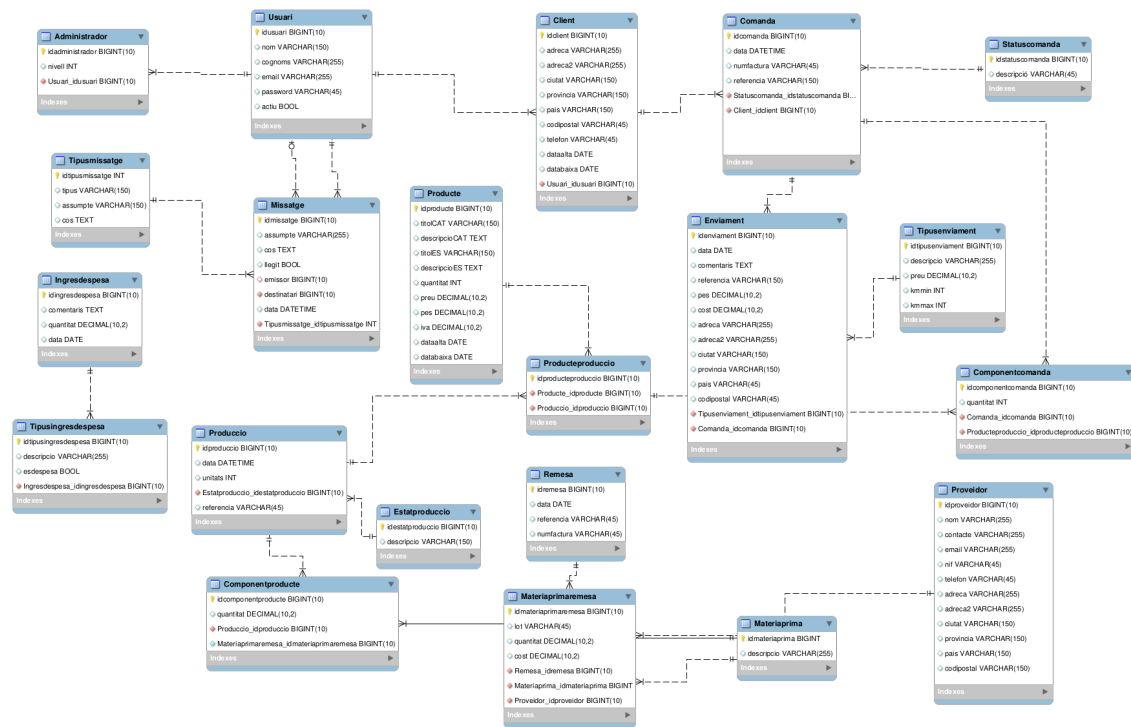 Administrador
idadministrador BIGINT(10)
nivell INT
Usuari_idusuari BIGINT(10)
Indexes
Usuari
idusuari BIGINT(10)
nom VARCHAR(150)
cognoms VARCHAR(255)
email VARCHAR(255)
password VARCHAR(45)
actiu BOOL
Indexes
Client
idclient BIGINT(10)
adreca VARCHAR(255)
adreca2 VARCHAR(255)
ciutat VARCHAR(150)
provincia VARCHAR(150)
pais VARCHAR(150)
codipostal VARCHAR(45)
telefon VARCHAR(45)
dataalta DATE
databaixa DATE
Usuari_idusuari BIGINT(10)
Indexes
Comanda
idcomanda BIGINT(10)
data DATETIME
numfactura VARCHAR(45)
referencia VARCHAR(150)
Statuscomanda_idstatuscomanda BI...
Client_idclient BIGINT(10)
Indexes
Statuscomanda
idstatuscomanda BIGINT(10)
descripció VARCHAR(45)
Indexes
Tipusmissatge
idtipusmissatge INT
tipus VARCHAR(150)
assumpte VARCHAR(150)
cos TEXT
Indexes
Missatge
idmissatge BIGINT(10)
assumpte VARCHAR(255)
cos TEXT
llegit BOOL
emissor BIGINT(10)
destinatari BIGINT(10)
data DATETIME
Tipusmissatge_idtipusmissatge INT
Indexes
Producte
idproducte BIGINT(10)
titolCAT VARCHAR(150)
descripcioCAT TEXT
titolES VARCHAR(150)
descripcioES TEXT
quantitat INT
preu DECIMAL(10,2)
pes DECIMAL(10,2)
iva DECIMAL(10,2)
dataalta DATE
databaixa DATE
Indexes
Enviament
idenviament BIGINT(10)
data DATE
comentaris TEXT
referencia VARCHAR(150)
pes DECIMAL(10,2)
cost DECIMAL(10,2)
adreca VARCHAR(255)
adreca2 VARCHAR(255)
ciutat VARCHAR(150)
provincia VARCHAR(150)
pais VARCHAR(45)
codipostal VARCHAR(45)
Tipusenviament_idtipusenviament BIGINT(10)
Comanda_idcomanda BIGINT(10)
Indexes
Tipusenviament
idtipusenviament BIGINT(10)
descripcio VARCHAR(255)
preu DECIMAL(10,2)
kmmin INT
kmmax INT
Indexes
Ingresdespesa
idingresdespesa BIGINT(10)
comentaris TEXT
quantitat DECIMAL(10,2)
data DATE
Indexes
Producteproduccio
idproducteproduccio BIGINT(10)
Producte_idproducte BIGINT(10)
Produccio_idproduccio BIGINT(10)
Indexes
Componentcomanda
idcomponentcomanda BIGINT(10)
quantitat INT
Comanda_idcomanda BIGINT(10)
Producteproduccio_idproducteproduccio BIGINT(10)
Indexes
Tipusingresdespesa
idtipusingresdespesa BIGINT(10)
descripcio VARCHAR(255)
esdespesa BOOL
Ingresdespesa_idingresdespesa BIGINT(10)
Indexes
Produccio
idproduccio BIGINT(10)
data DATETIME
unitats INT
Estatproduccio_idestatproduccio BIGINT(10)
referencia VARCHAR(45)
Indexes
Estatproduccio
idestatproduccio BIGINT(10)
descripcio VARCHAR(150)
Indexes
Remesa
idremesa BIGINT(10)
data DATE
referencia VARCHAR(45)
numfactura VARCHAR(45)
Indexes
Proveidor
idproveidor BIGINT(10)
nom VARCHAR(255)
contacte VARCHAR(255)
email VARCHAR(255)
nif VARCHAR(45)
telefon VARCHAR(45)
adreca VARCHAR(255)
adreca2 VARCHAR(255)
ciutat VARCHAR(150)
provincia VARCHAR(150)
pais VARCHAR(150)
codipostal VARCHAR(150)
Indexes
Componentproducte
idcomponentproducte BIGINT(10)
quantitat DECIMAL(10,2)
Produccio_idproduccio BIGINT(10)
Materiaprimaremesa_idmateriaprimaremesa BIGINT(10)
Indexes
Materiaprimaremesa
idmateriaprimaremesa BIGINT(10)
lot VARCHAR(45)
quantitat DECIMAL(10,2)
cost DECIMAL(10,2)
Remesa_idremesa BIGINT(10)
Materiaprima_idmateriaprima BIGINT
Proveidor_idproveidor BIGINT(10)
Indexes
Materiaprima
idmateriaprima BIGINT
descripcio VARCHAR(255)
Indexes